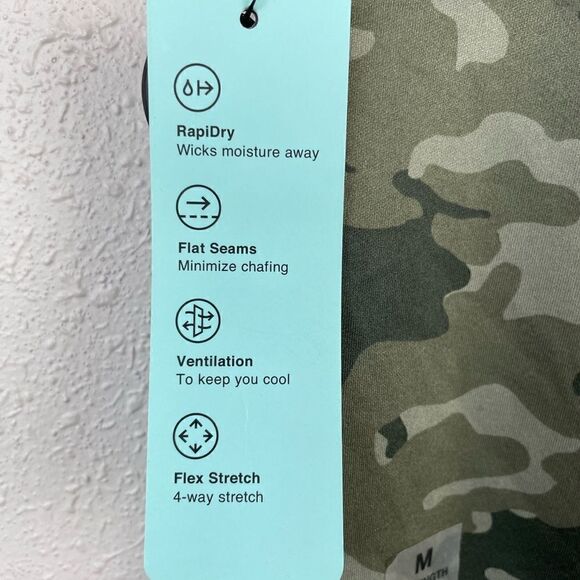 RapiDry
Wicks moisture away
Flat Seams
Minimize chafing
Ventilation
To keep you cool
Flex Stretch
4-way stretch
M